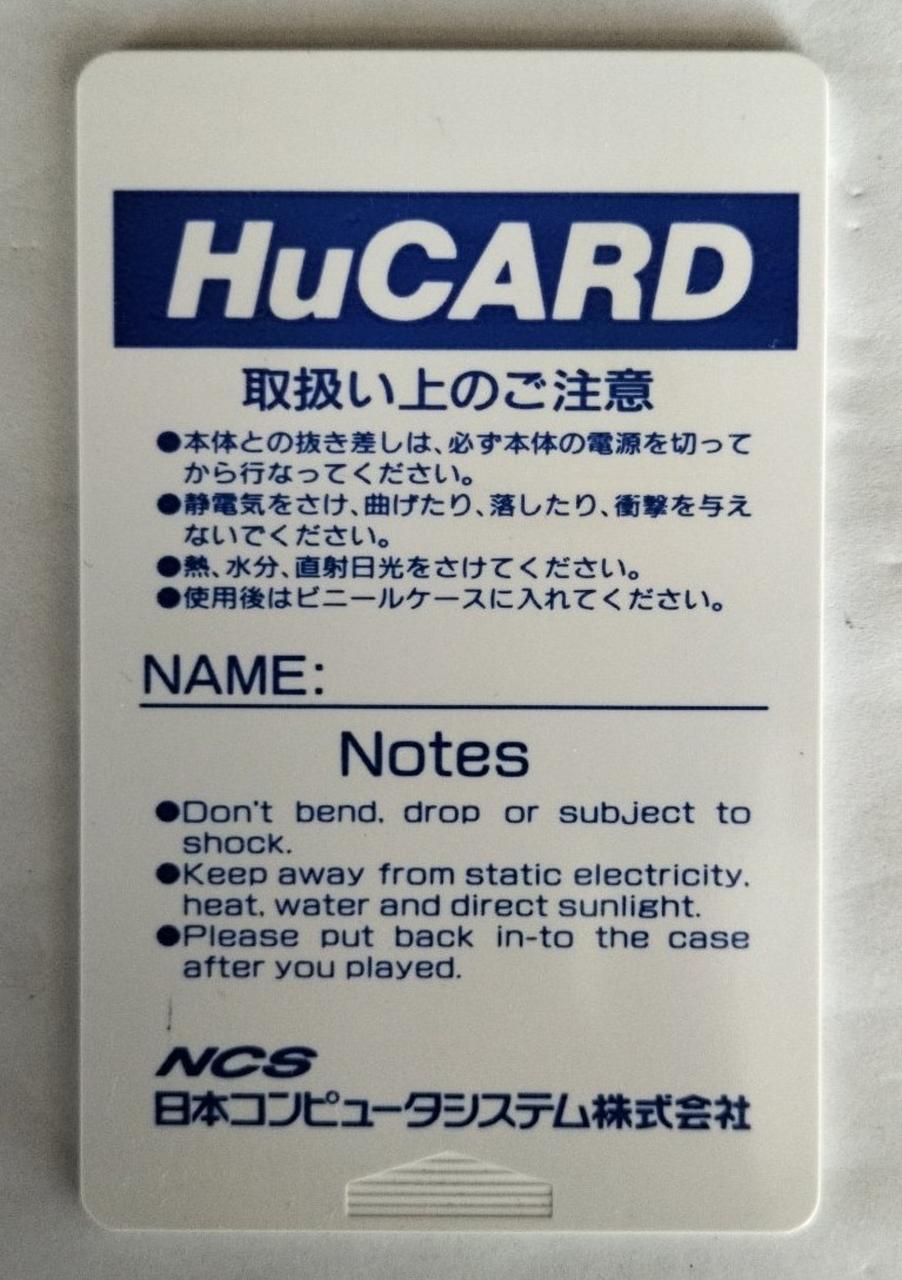 HuCARD
取扱い上のご注意
●本体との抜き差しは、必ず本体の電源を切って
から行なってください。
●静電気をさけ、曲げたり、落したり、衝撃を与え
ないでください。
●熱、水分、直射日光をさけてください。
●使用後はビニールケースに入れてください。
NAME:
Notes
●Don't bend, drop or subject to
shock.
●Keep away from static electricity,
heat, water and direct sunlight.
●Please put back in-to the case
after you played.
NCS
日本コンピュータシステム株式会社